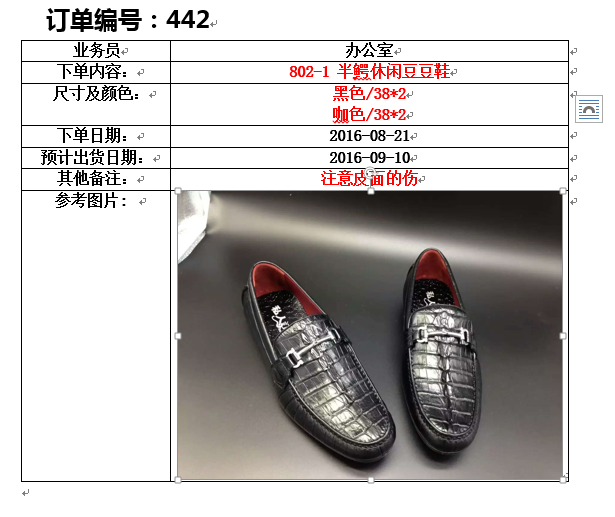 订单编号：442
业务员
办公室
下单内容：
802-1 半鳄休闲豆豆鞋
尺寸及颜色：
黑色/38*2
咖色/38*2
下单日期：
2016-08-21
预计出货日期：
2016-09-10
其他备注：
注意皮面的伤
参考图片：